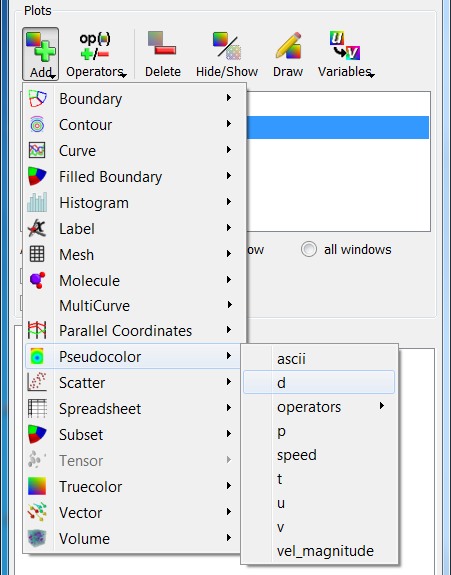 Plots
op(·)
+/−
u v
Add Operators Delete Hide/Show Draw Variables
Boundary
Contour
Curve
Filled Boundary
Histogram
Label
Mesh
all windows
Molecule
MultiCurve
Parallel Coordinates
Pseudocolor
ascii
Scatter
d
Spreadsheet
operators
Subset
p
Tensor
speed
Truecolor
t
Vector
u
Volume
v
vel_magnitude